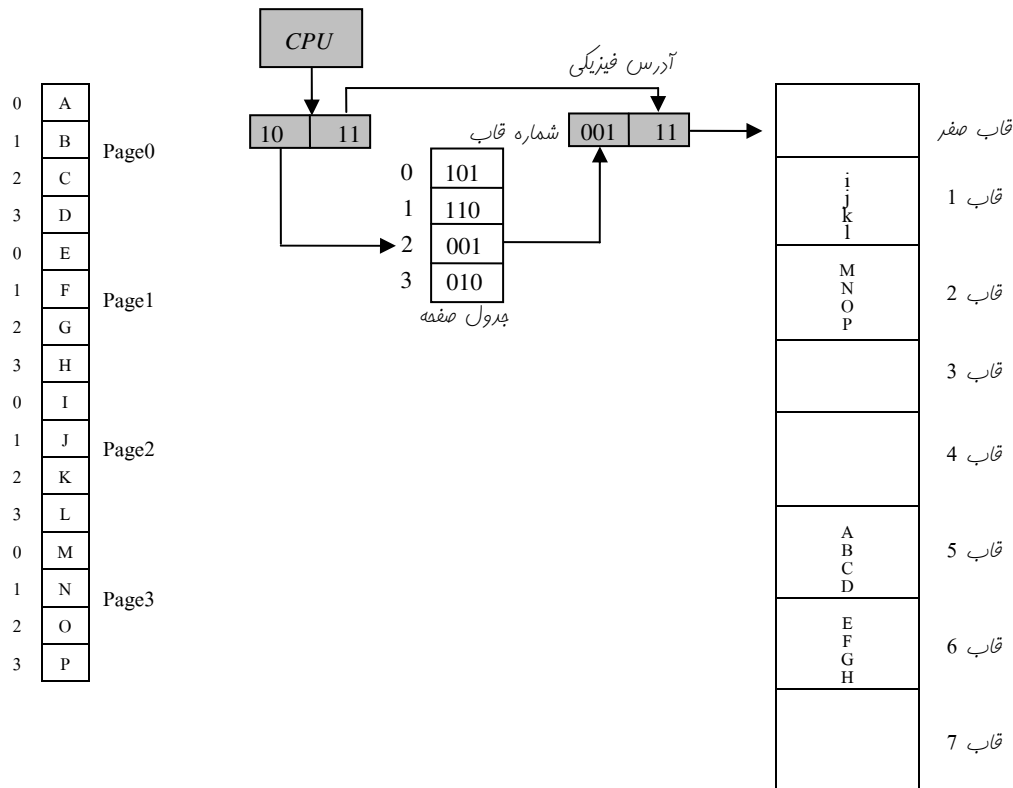 CPU
آدرس فیزیکی
10 11
شماره قاب
001 11
0 A
1 B
2 C
3 D
Page0
0 E
1 F
2 G
3 H
Page1
0 I
1 J
2 K
3 L
Page2
0 M
1 N
2 O
3 P
Page3
0 101
1 110
2 001
3 010
جدول صفحه
قاب صفر
i
j
k
l
قاب 1
M
N
O
P
قاب 2
قاب 3
قاب 4
A
B
C
D
قاب 5
E
F
G
H
قاب 6
قاب 7